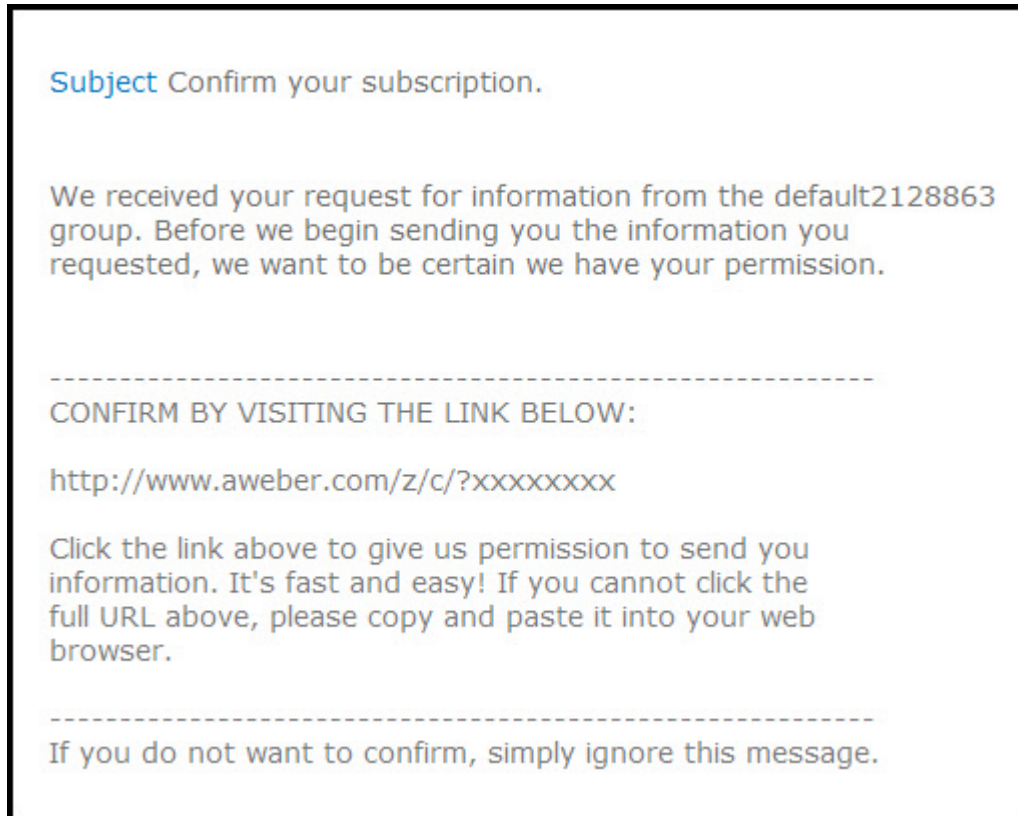 Subject Confirm your subscription.
We received your request for information from the default2128863
group. Before we begin sending you the information you
requested, we want to be certain we have your permission.
-----------------------------------------------------------
CONFIRM BY VISITING THE LINK BELOW:
http://www.aweber.com/z/c/?xxxxxxxx
Click the link above to give us permission to send you
information. It's fast and easy! If you cannot click the
full URL above, please copy and paste it into your web
browser.
-----------------------------------------------------------
If you do not want to confirm, simply ignore this message.